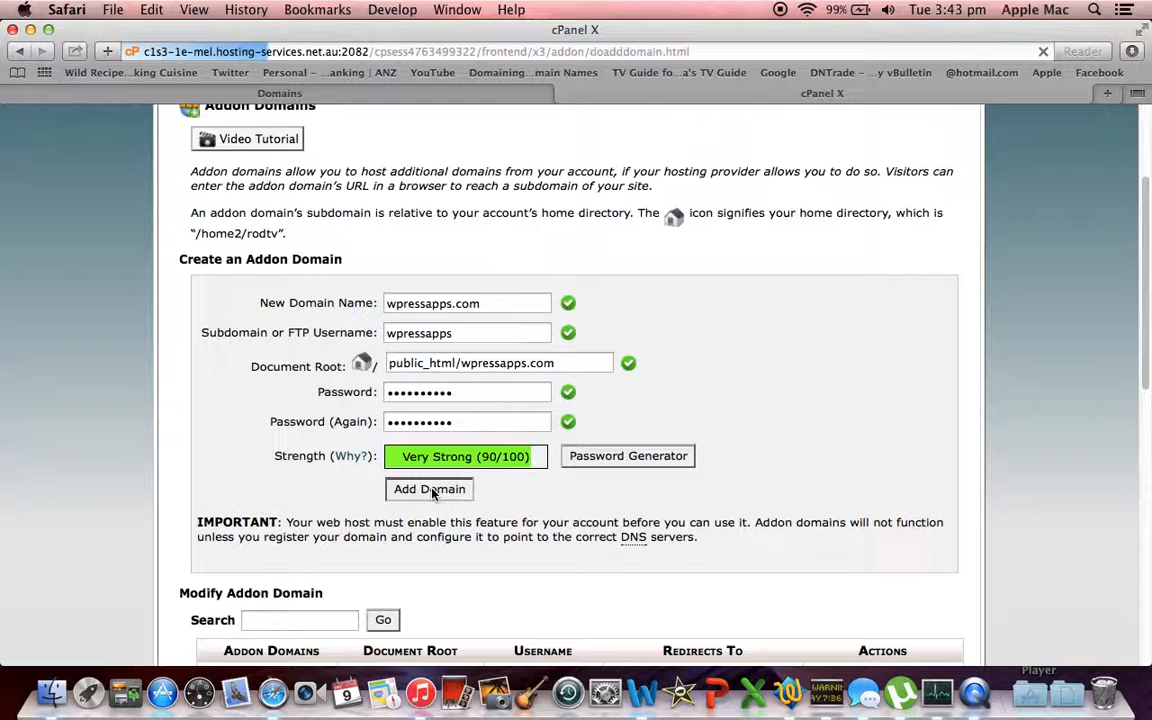 Safari File Edit View History Bookmarks Develop Window Help 99% Tue 3:43 pm Apple Mac
cPanel X
cP c1s3-1e-mel.hosting-services.net.au:2082/cpsess4763499322/frontend/x3/addon/doadddomain.html Reader
Wild Recipe...king Cuisine Twitter Personal – ...anking | ANZ YouTube Domaining...main Names TV Guide fo...a's TV Guide Google DNTrade – ...y vBulletin @hotmail.com Apple Facebook
Domains cPanel X
Addon Domains
Video Tutorial
Addon domains allow you to host additional domains from your account, if your hosting provider allows you to do so. Visitors can
enter the addon domain's URL in a browser to reach a subdomain of your site.
An addon domain's subdomain is relative to your account's home directory. The icon signifies your home directory, which is
"/home2/rodtv".
Create an Addon Domain
New Domain Name: wpressapps.com
Subdomain or FTP Username: wpressapps
Document Root: / public_html/wpressapps.com
Password: ••••••••••
Password (Again): ••••••••••
Strength (Why?): Very Strong (90/100) Password Generator
Add Domain
IMPORTANT: Your web host must enable this feature for your account before you can use it. Addon domains will not function
unless you register your domain and configure it to point to the correct DNS servers.
Modify Addon Domain
Search Go
Addon Domains Document Root Username Redirects To Actions
Player